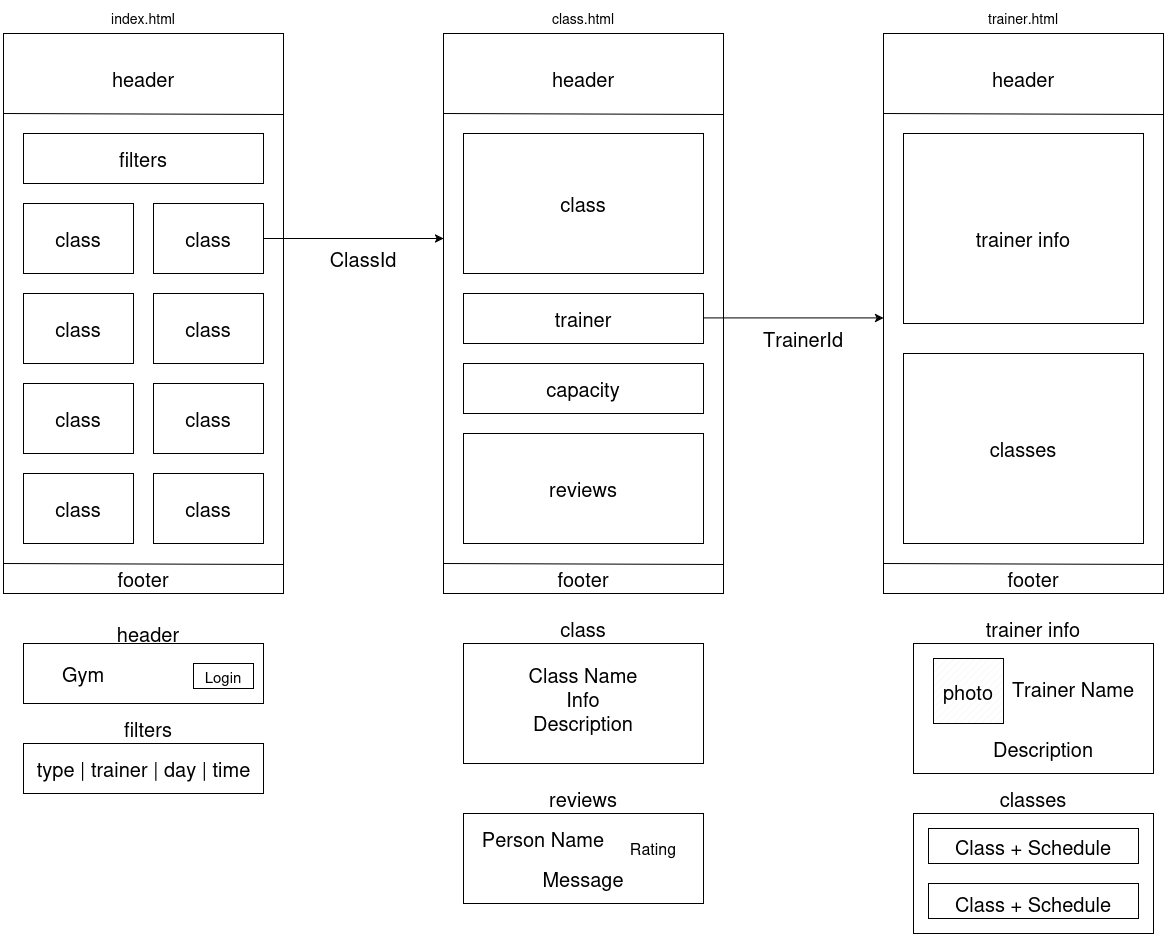 index.html
header
filters
class
class
class
class
class
class
class
class
footer
ClassId
class.html
header
class
trainer
capacity
reviews
footer
TrainerId
trainer.html
header
trainer info
classes
footer
header
Gym
Login
filters
type | trainer | day | time
class
Class Name
Info
Description
reviews
Person Name
Rating
Message
trainer info
photo
Trainer Name
Description
classes
Class + Schedule
Class + Schedule